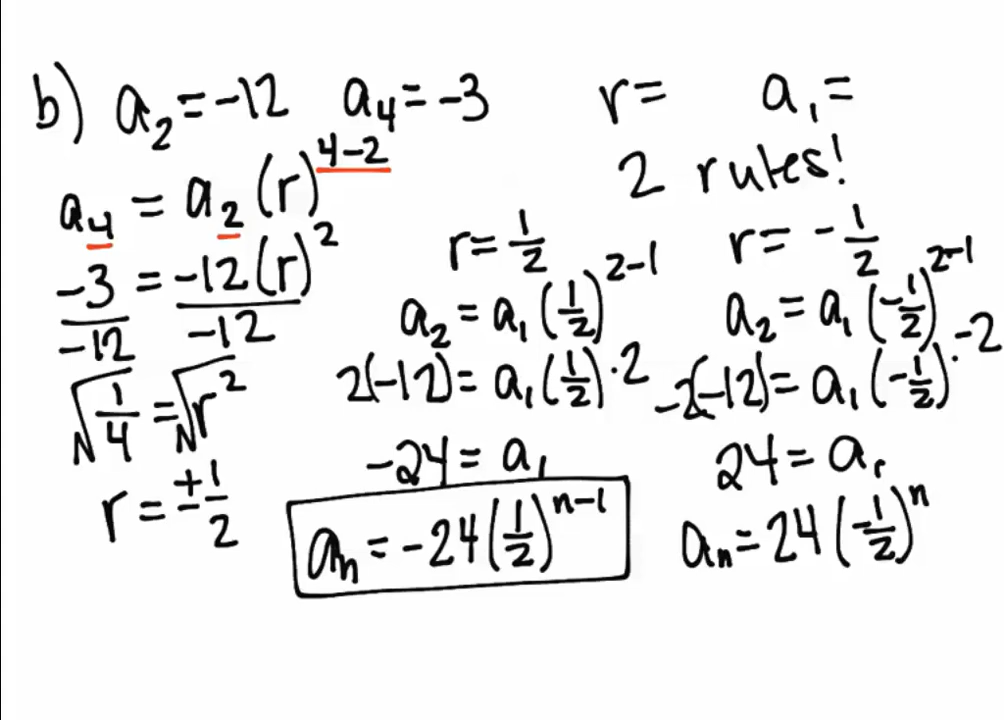 b) a₂ = -12 a₄ = -3 r = a₁ =
2 rules!
a₄ = a₂ (r)⁴⁻²
-3 = -12 (r)²
-12 -12
√(1/4) = √r²
r = ± 1/2
r = 1/2
a₂ = a₁ (1/2)²⁻¹
2(-12) = a₁ (1/2) · 2
-24 = a₁
aₙ = -24 (1/2)ⁿ⁻¹
r = - 1/2
a₂ = a₁ (-1/2)²⁻¹
-2(-12) = a₁ (-1/2) · -2
24 = a₁
aₙ = 24 (-1/2)ⁿ